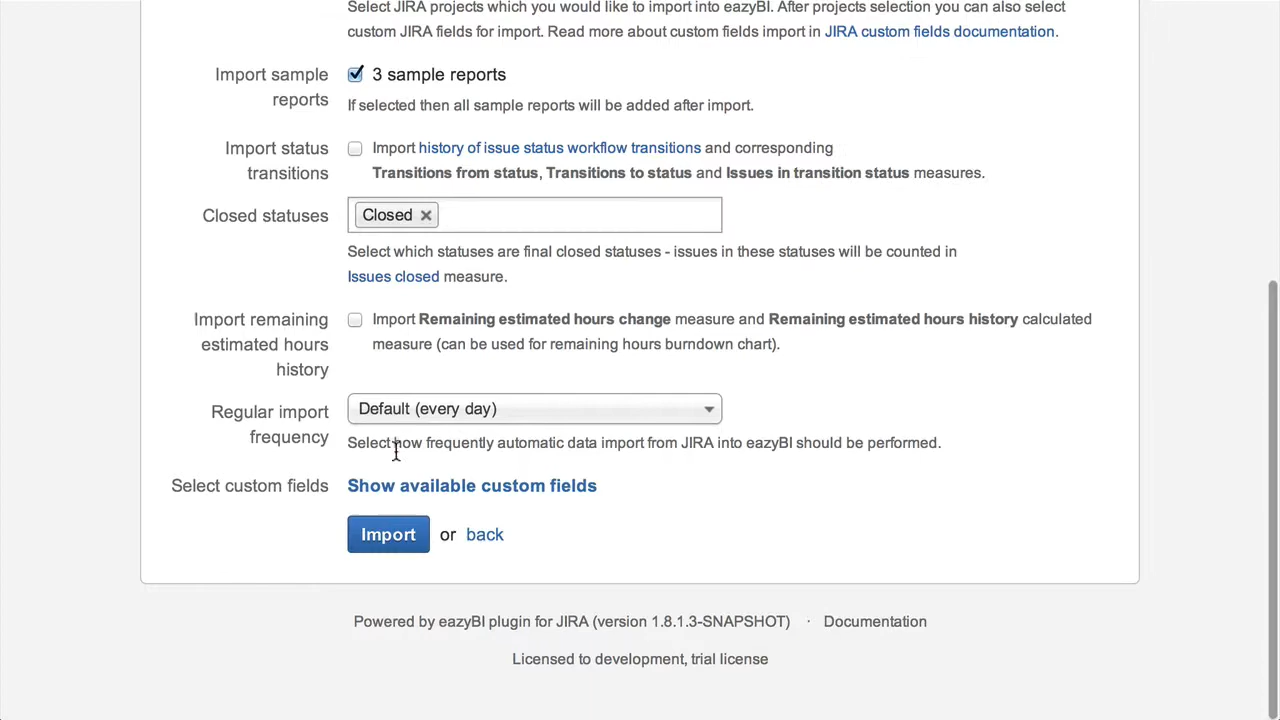 Select JIRA projects which you would like to import into eazyBI. After projects selection you can also select
custom JIRA fields for import. Read more about custom fields import in JIRA custom fields documentation.
Import sample
reports
3 sample reports
If selected then all sample reports will be added after import.
Import status
transitions
Import history of issue status workflow transitions and corresponding
Transitions from status, Transitions to status and Issues in transition status measures.
Closed statuses
Closed ×
Select which statuses are final closed statuses - issues in these statuses will be counted in
Issues closed measure.
Import remaining
estimated hours
history
Import Remaining estimated hours change measure and Remaining estimated hours history calculated
measure (can be used for remaining hours burndown chart).
Regular import
frequency
Default (every day)
Select how frequently automatic data import from JIRA into eazyBI should be performed.
Select custom fields
Show available custom fields
Import or back
Powered by eazyBI plugin for JIRA (version 1.8.1.3-SNAPSHOT) · Documentation
Licensed to development, trial license